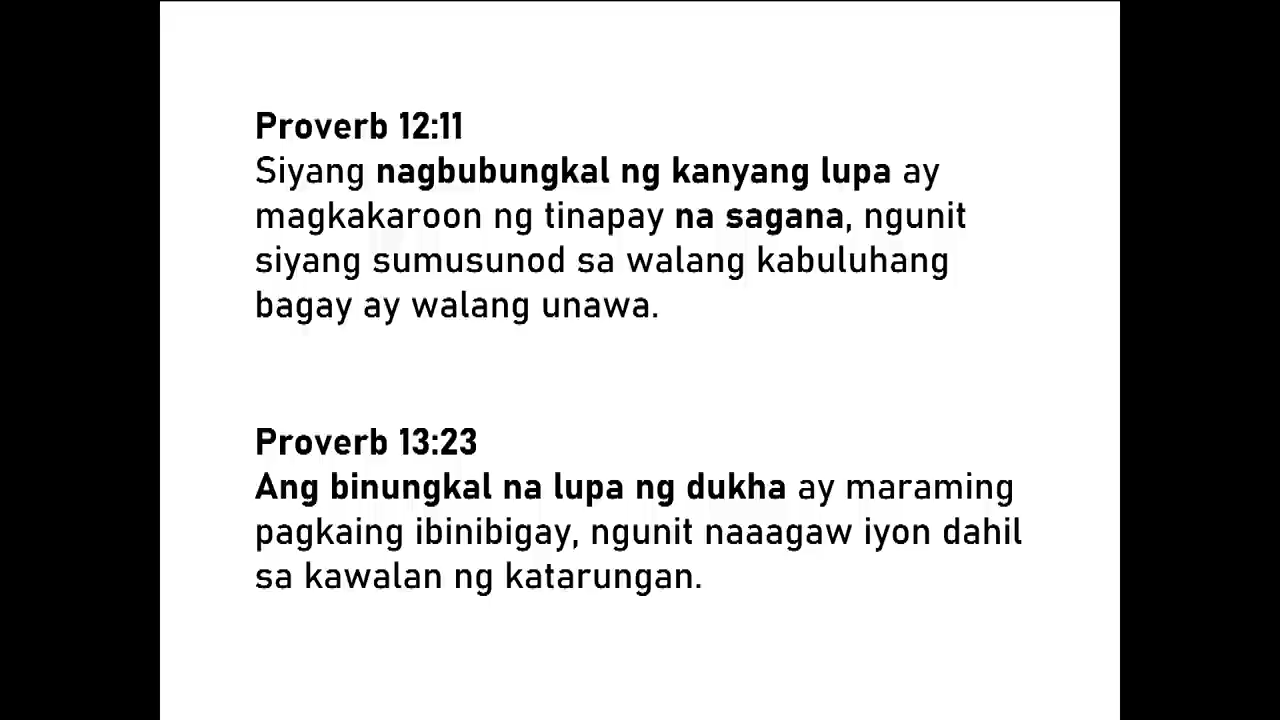 Proverb 12:11
Siyang nagbubungkal ng kanyang lupa ay
magkakaroon ng tinapay na sagana, ngunit
siyang sumusunod sa walang kabuluhang
bagay ay walang unawa.
Proverb 13:23
Ang binungkal na lupa ng dukha ay maraming
pagkaing ibinibigay, ngunit naaagaw iyon dahil
sa kawalan ng katarungan.